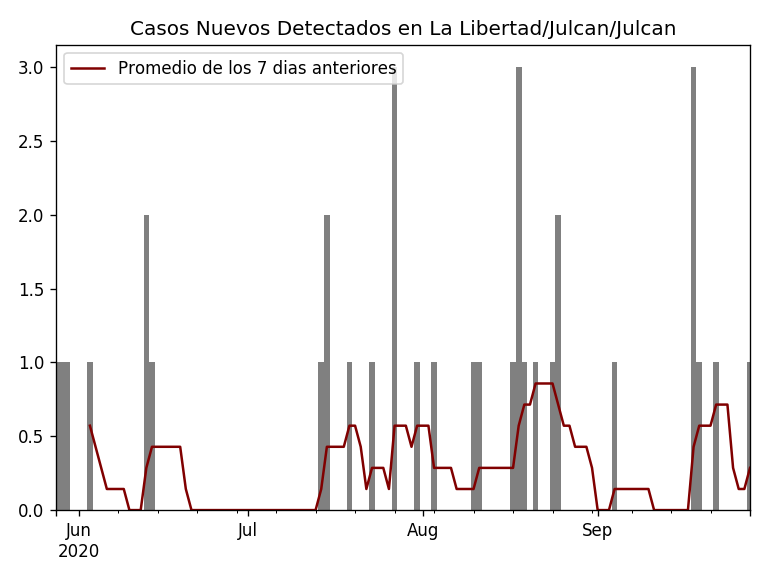 Casos Nuevos Detectados en La Libertad/Julcan/Julcan
Promedio de los 7 dias anteriores
3.0
2.5
2.0
1.5
1.0
0.5
0.0
Jun
2020
Jul
Aug
Sep